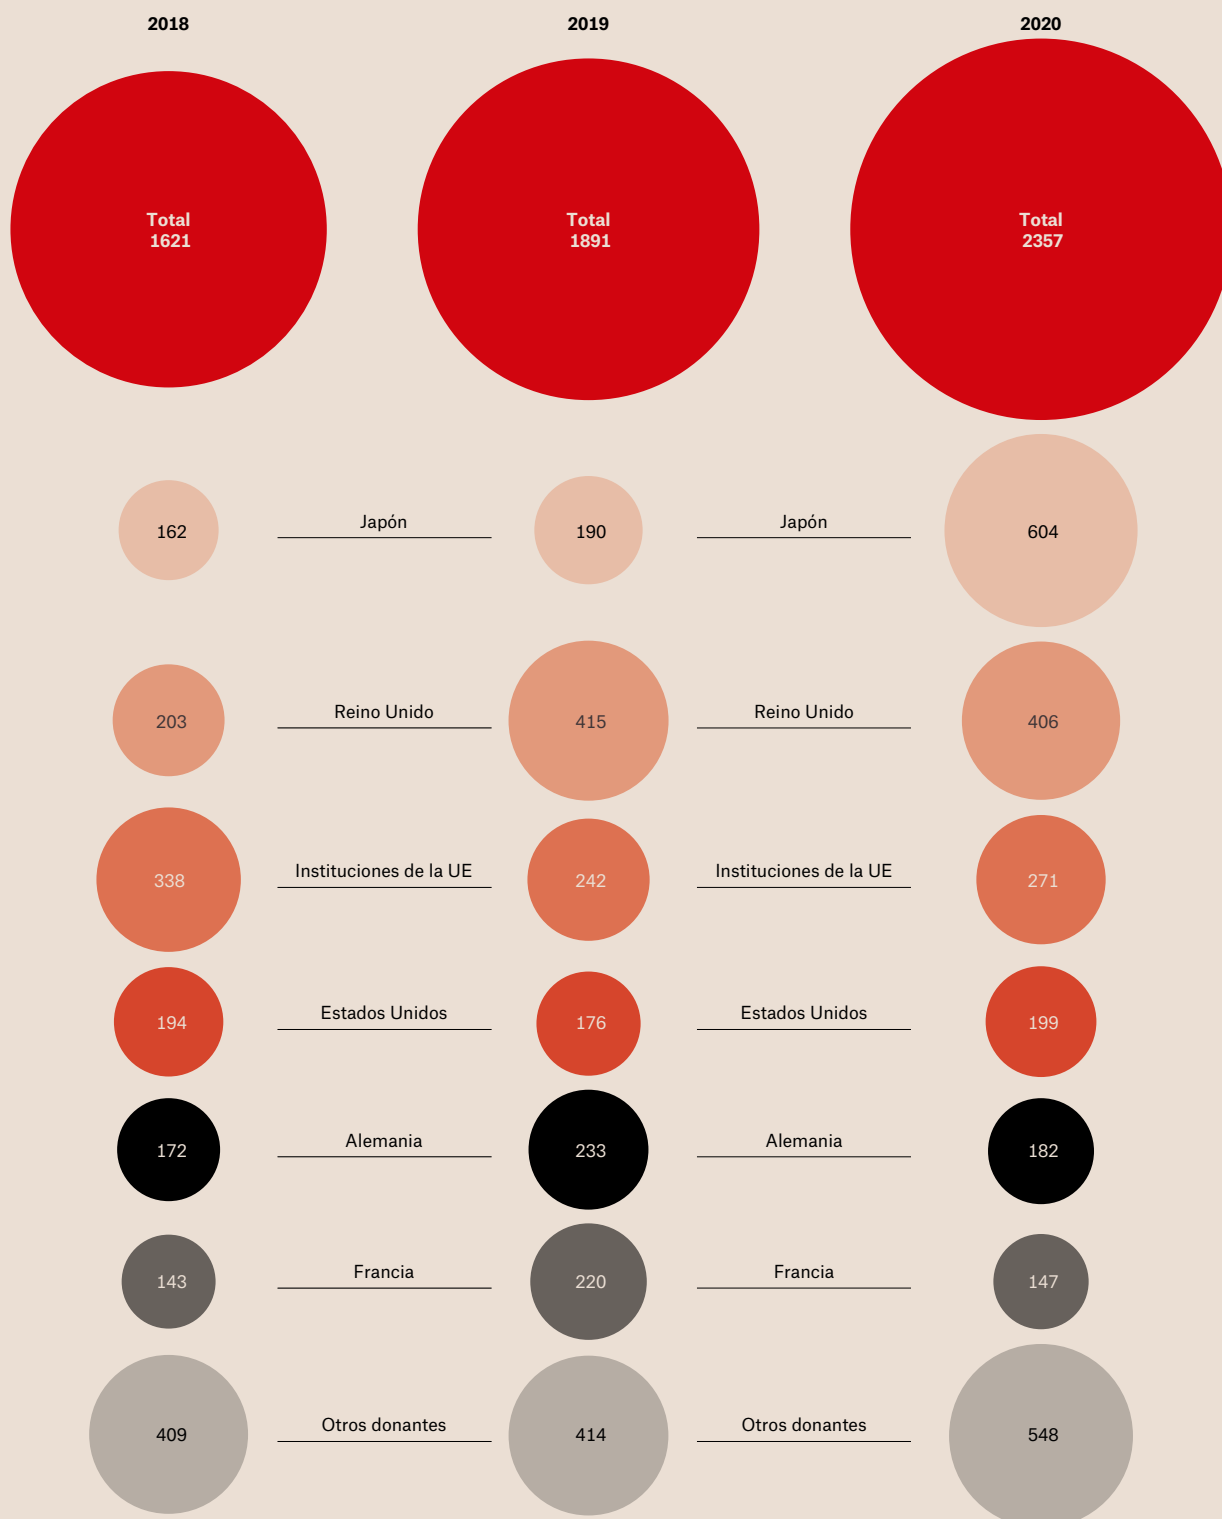 2018 2019 2020
Total Total Total
1621 1891 2357
162 Japón 190 Japón 604
203 Reino Unido 415 Reino Unido 406
338 Instituciones de la UE 242 Instituciones de la UE 271
194 Estados Unidos 176 Estados Unidos 199
172 Alemania 233 Alemania 182
143 Francia 220 Francia 147
409 Otros donantes 414 Otros donantes 548